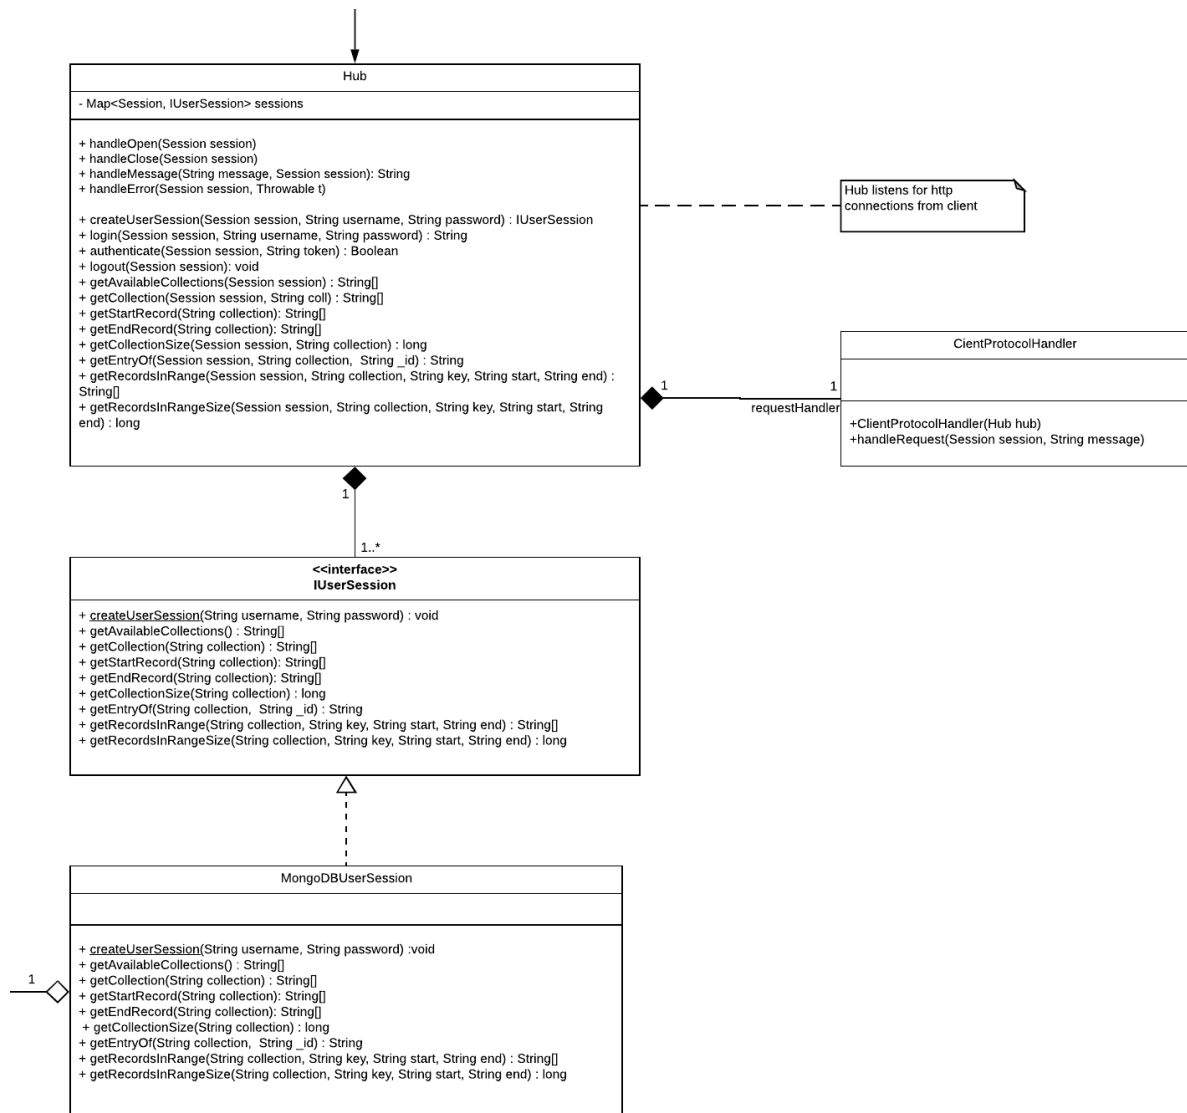 Hub
- Map<Session, IUserSession> sessions
+ handleOpen(Session session)
+ handleClose(Session session)
+ handleMessage(String message, Session session): String
+ handleError(Session session, Throwable t)
+ createUserSession(Session session, String username, String password) : IUserSession
+ login(Session session, String username, String password) : String
+ authenticate(Session session, String token) : Boolean
+ logout(Session session): void
+ getAvailableCollections(Session session) : String[]
+ getCollection(Session session, String coll) : String[]
+ getStartRecord(String collection): String[]
+ getEndRecord(String collection): String[]
+ getCollectionSize(Session session, String collection) : long
+ getEntryOf(Session session, String collection,  String _id) : String
+ getRecordsInRange(Session session, String collection, String key, String start, String end) :
String[]
+ getRecordsInRangeSize(Session session, String collection, String key, String start, String
end) : long
Hub listens for http
connections from client
1
1
requestHandler
CientProtocolHandler
+ClientProtocolHandler(Hub hub)
+handleRequest(Session session, String message)
1
1..*
<<interface>>
IUserSession
+ createUserSession(String username, String password) : void
+ getAvailableCollections() : String[]
+ getCollection(String collection) : String[]
+ getStartRecord(String collection): String[]
+ getEndRecord(String collection): String[]
+ getCollectionSize(String collection) : long
+ getEntryOf(String collection,  String _id) : String
+ getRecordsInRange(String collection, String key, String start, String end) : String[]
+ getRecordsInRangeSize(String collection, String key, String start, String end) : long
MongoDBUserSession
+ createUserSession(String username, String password) :void
+ getAvailableCollections() : String[]
+ getCollection(String collection) : String[]
+ getStartRecord(String collection): String[]
+ getEndRecord(String collection): String[]
+ getCollectionSize(String collection) : long
+ getEntryOf(String collection,  String _id) : String
+ getRecordsInRange(String collection, String key, String start, String end) : String[]
+ getRecordsInRangeSize(String collection, String key, String start, String end) : long
1